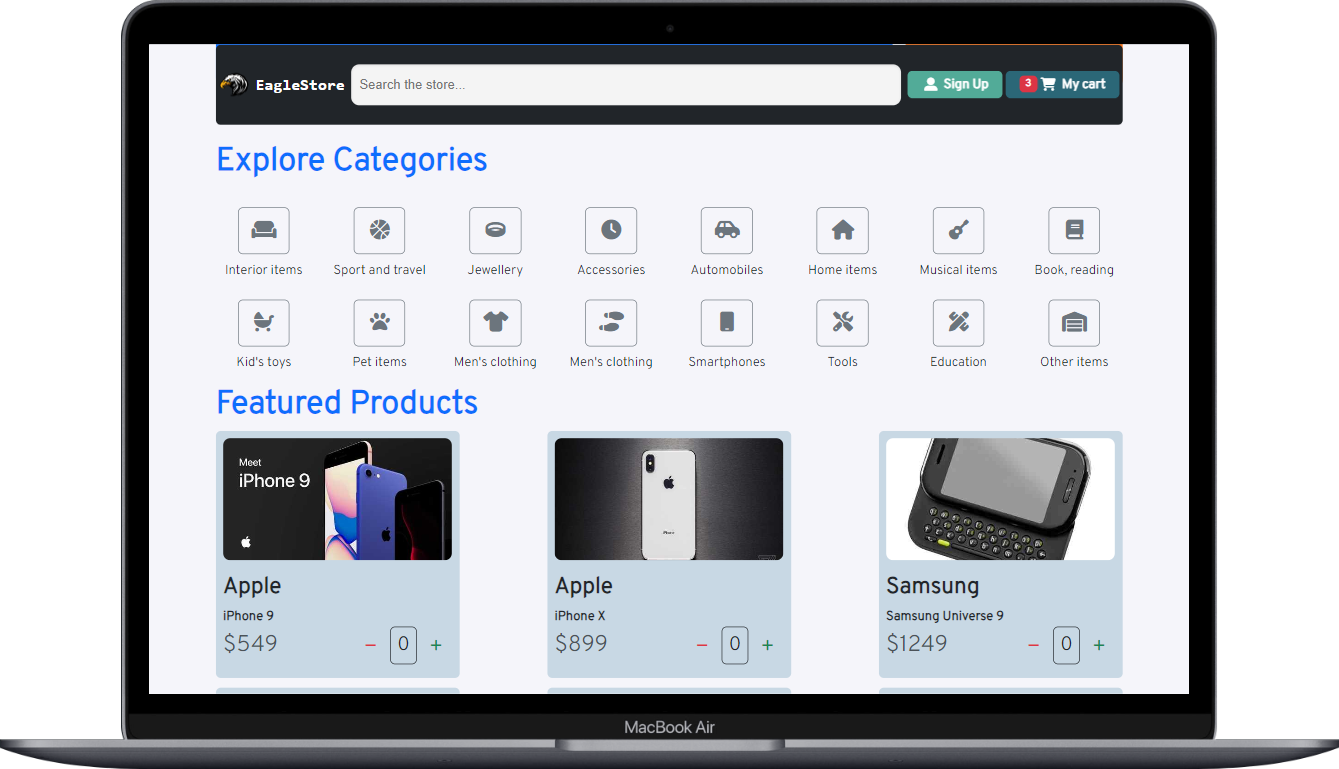 EagleStore Search the store... Sign Up 3 My cart
Explore Categories
Interior items Sport and travel Jewellery Accessories Automobiles Home items Musical items Book, reading
Kid's toys Pet items Men's clothing Men's clothing Smartphones Tools Education Other items
Featured Products
Meet
iPhone 9
iPhone
Apple Apple Samsung
iPhone 9 iPhone X Samsung Universe 9
$549 − 0 + $899 − 0 + $1249 − 0 +
MacBook Air